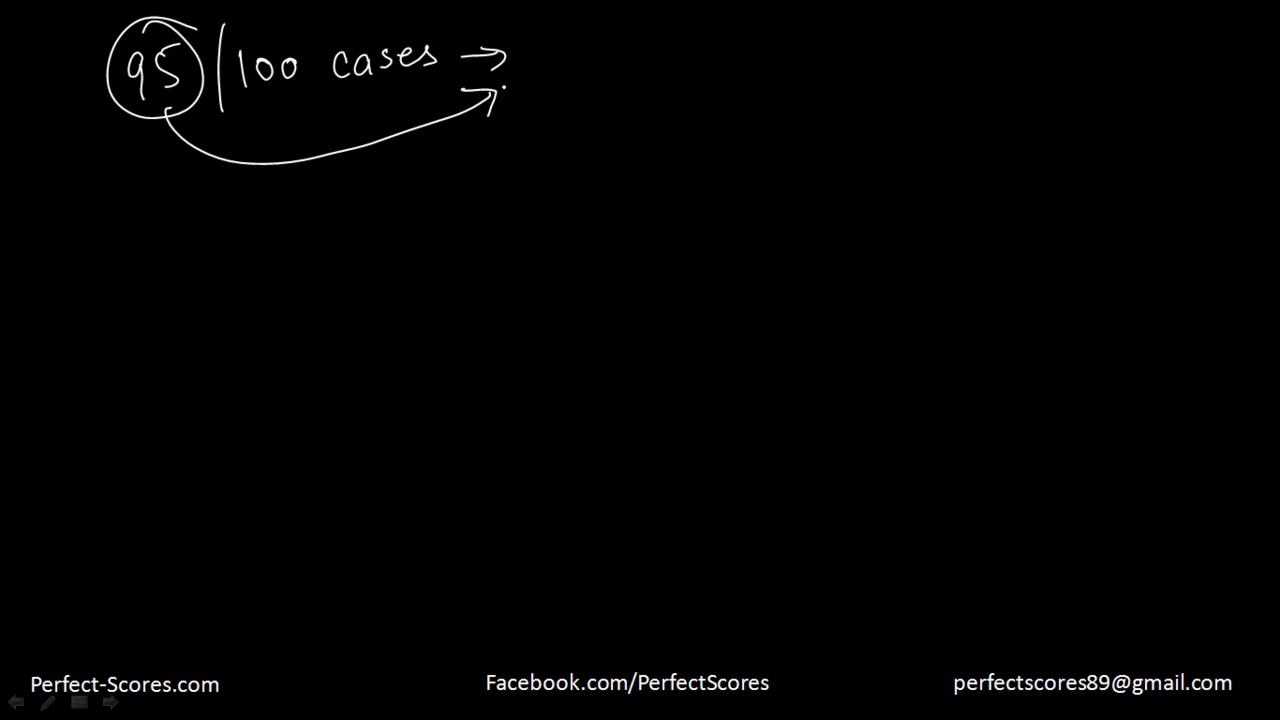 95 / 100 cases →
Perfect-Scores.com
Facebook.com/PerfectScores
perfectscores89@gmail.com